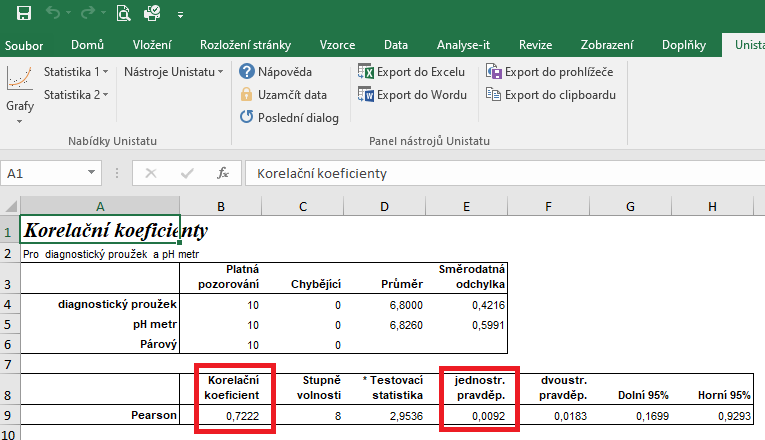 Soubor Domů Vložení Rozložení stránky Vzorce Data Analyse-it Revize Zobrazení Doplňky Unista
Statistika 1 Nástroje Unistatu Nápověda Export do Excelu Export do prohlížeče
Statistika 2 Uzamčít data Export do Wordu Export do clipboardu
Grafy Poslední dialog
Nabídky Unistatu Panel nástrojů Unistatu
A1 fx Korelační koeficienty
A B C D E F G H
1 Korelační koeficienty
2 Pro diagnostický proužek a pH metr
Platná Směrodatná
3 pozorování Chybějící Průměr odchylka
4 diagnostický proužek 10 0 6,8000 0,4216
5 pH metr 10 0 6,8260 0,5991
6 Párový 10 0
7
Korelační Stupně * Testovací jednostr. dvoustr.
8 koeficient volnosti statistika pravděp. pravděp. Dolní 95% Horní 95%
9 Pearson 0,7222 8 2,9536 0,0092 0,0183 0,1699 0,9293
10